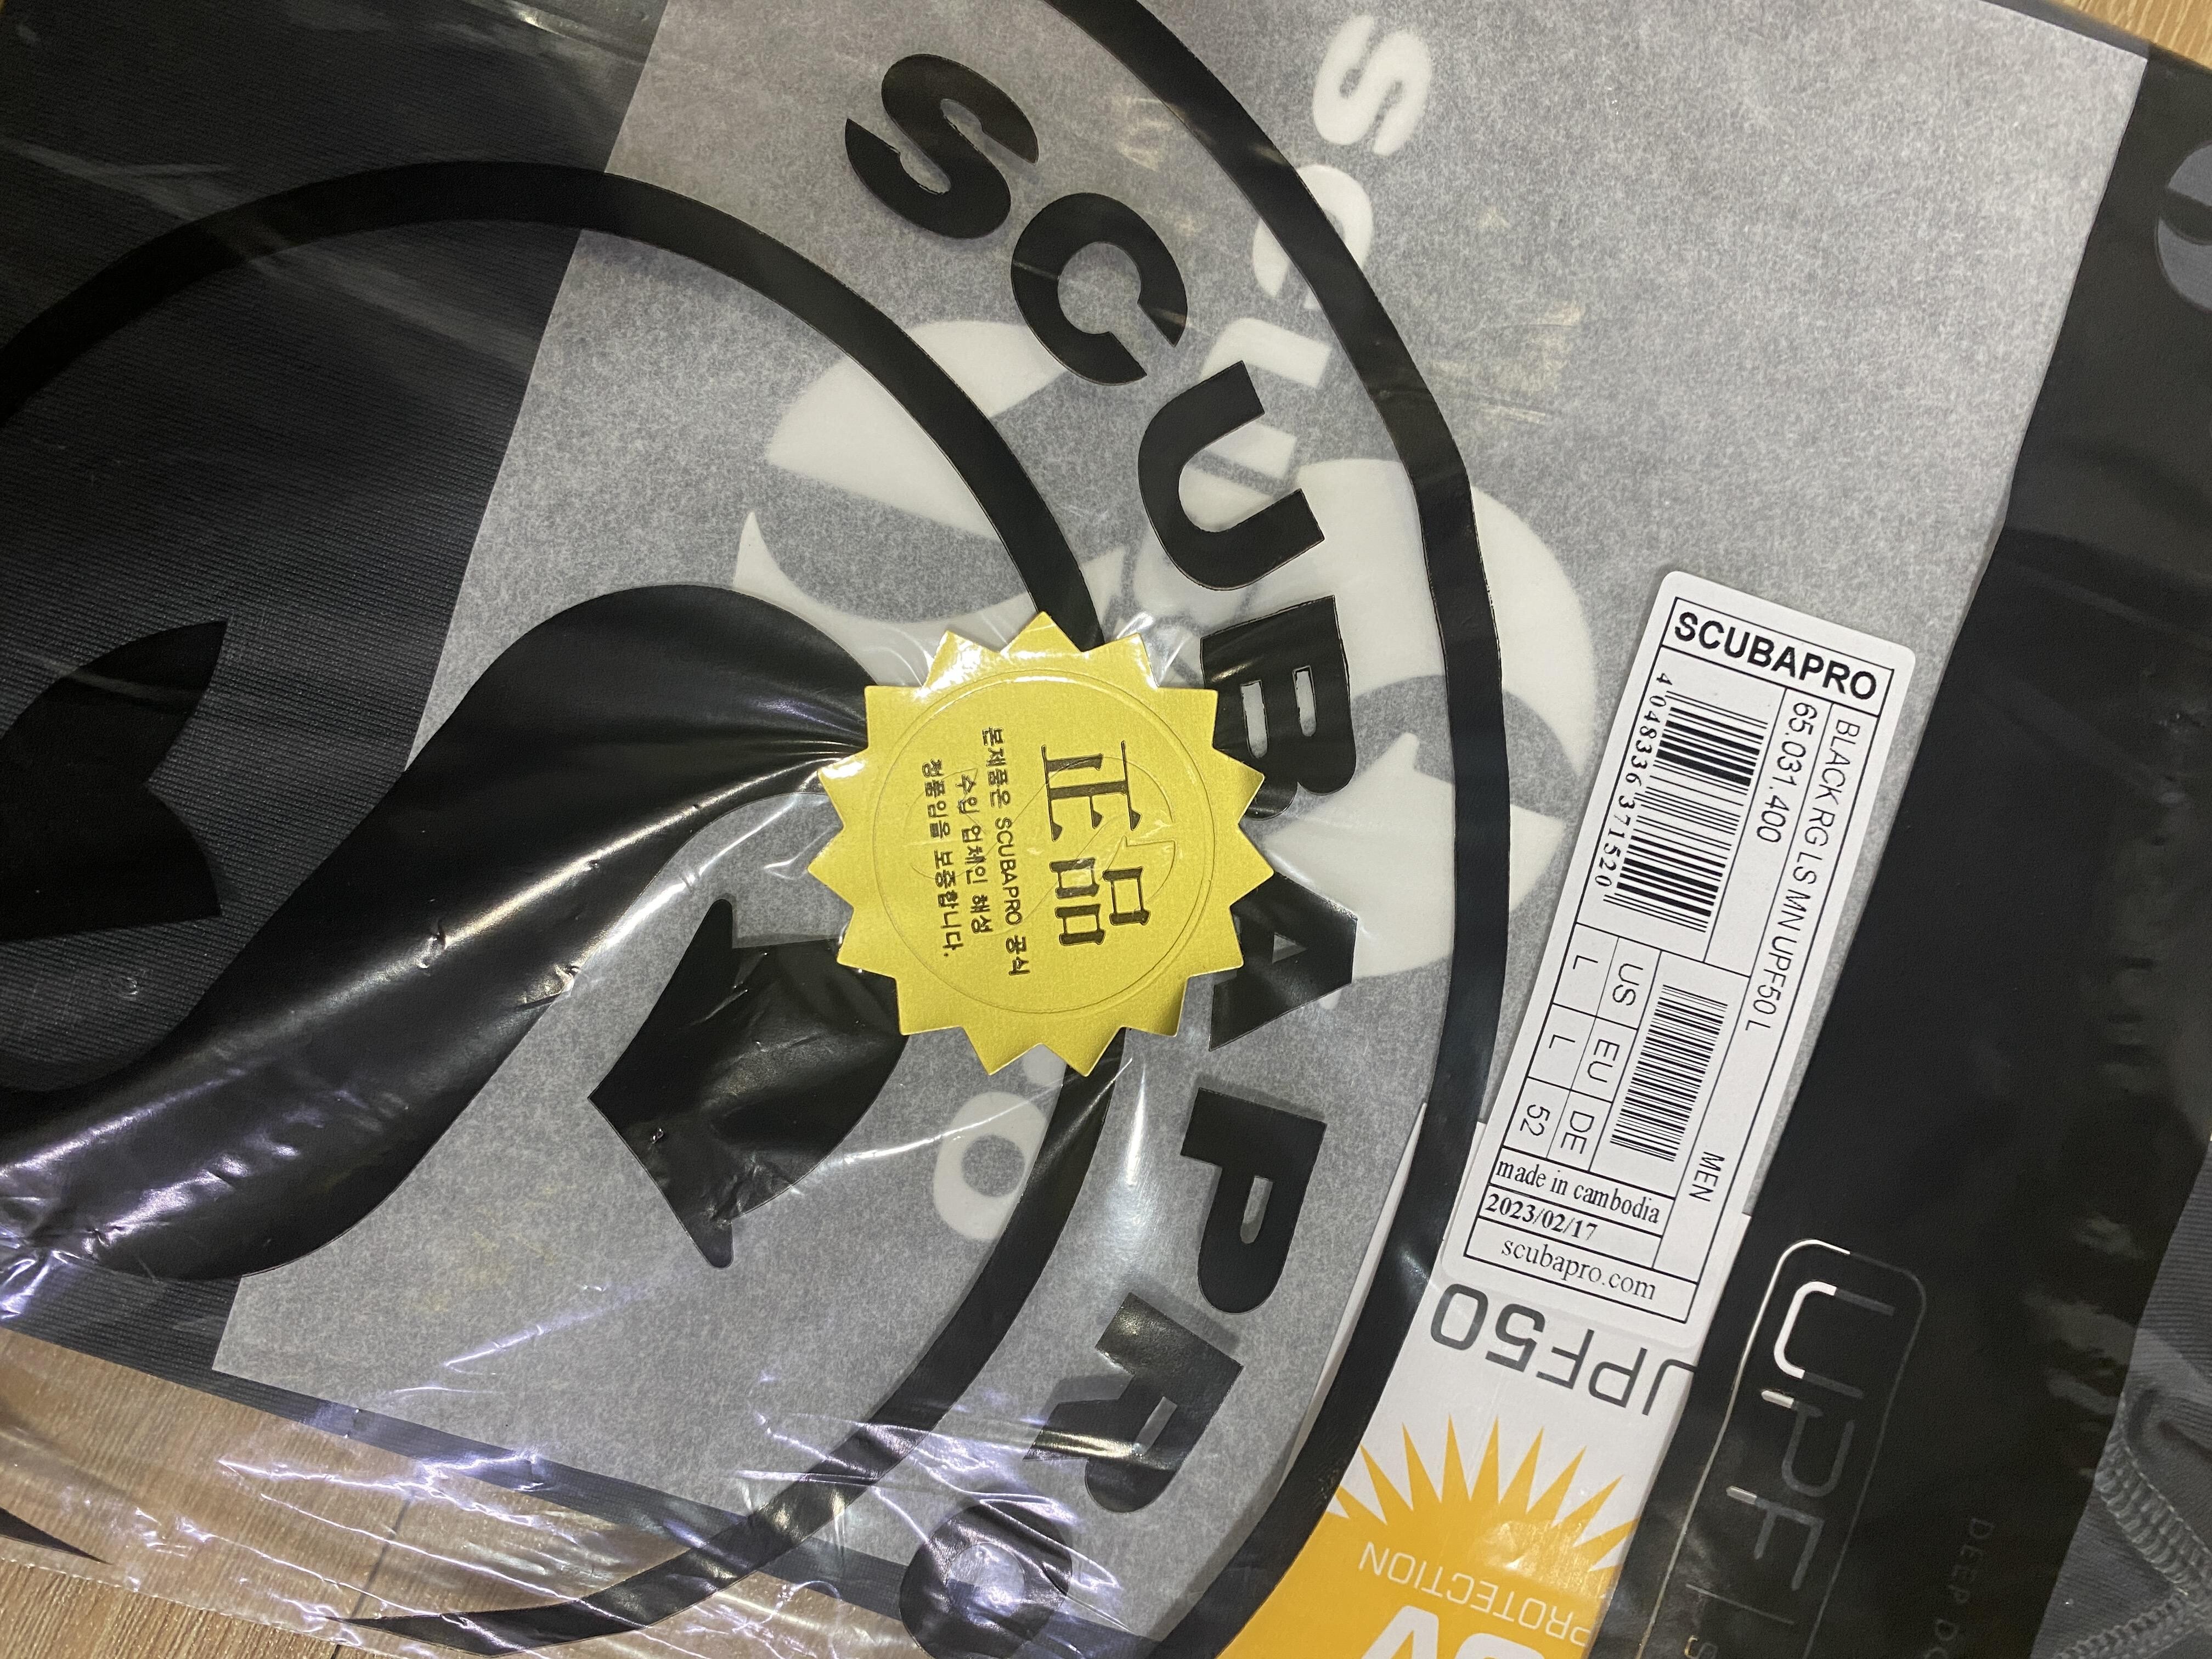 SCUBAPRO
正品
본제품은 SCUBAPRO 공식
수입 업체인 해성
정품임을 보증합니다.
SCUBAPRO
BLACK RG LS MN UPF50 L
65.031.400
4 048336 371520
MEN
US EU DE
L L 52
made in cambodia
2023/02/17
scubapro.com
UPF50
PROTECTION
UPF
DEEP